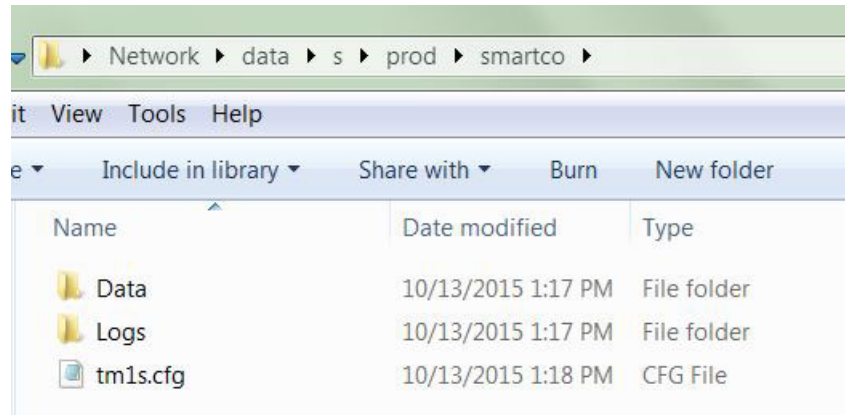 Network data s prod smartco
it View Tools Help
e Include in library Share with Burn New folder
Name Date modified Type
Data 10/13/2015 1:17 PM File folder
Logs 10/13/2015 1:17 PM File folder
tm1s.cfg 10/13/2015 1:18 PM CFG File